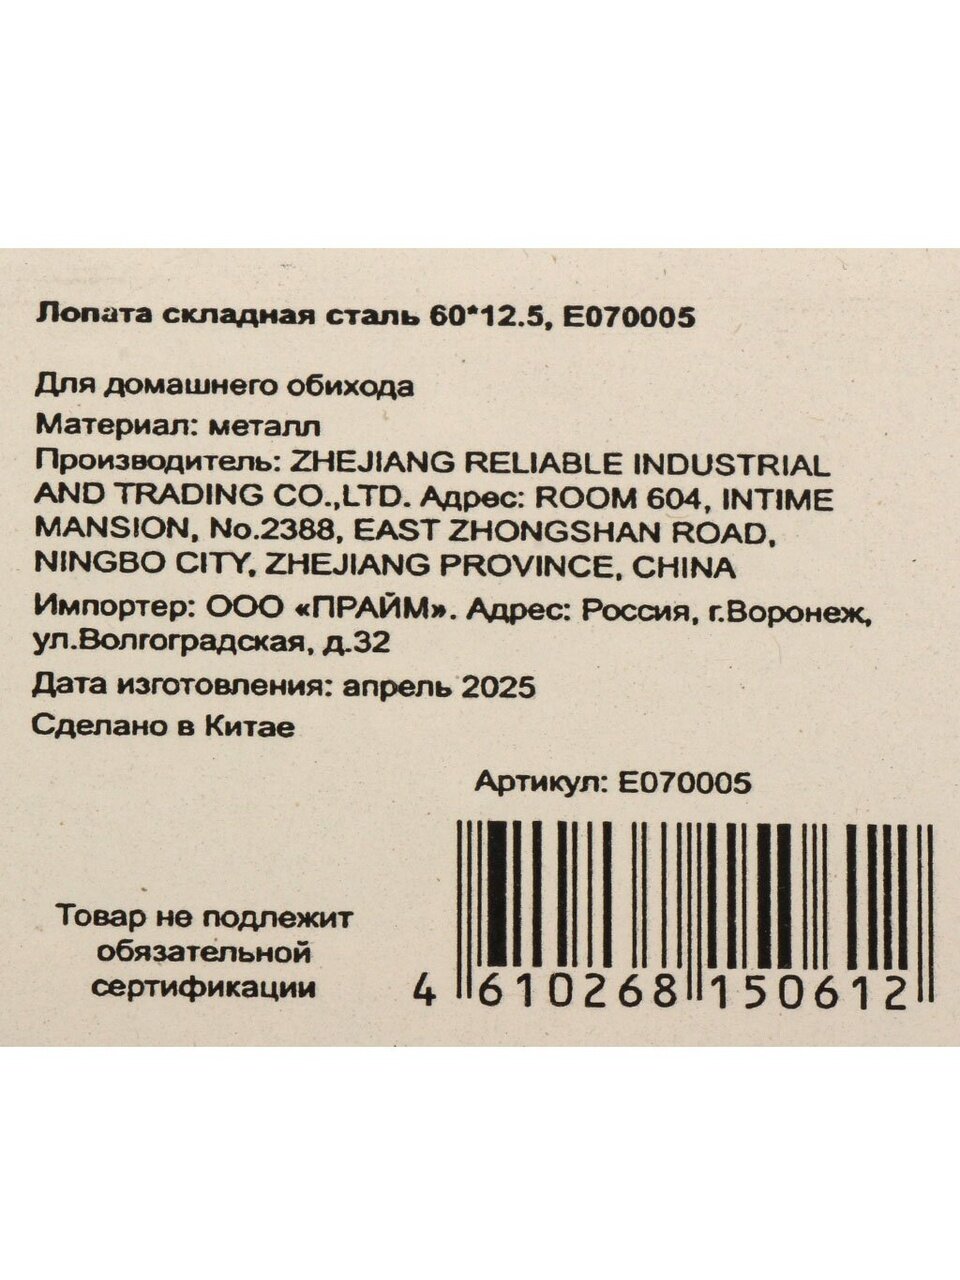 Лопата складная сталь 60*12.5, E070005
Для домашнего обихода
Материал: металл
Производитель: ZHEJIANG RELIABLE INDUSTRIAL
AND TRADING CO.,LTD. Адрес: ROOM 604, INTIME
MANSION, No.2388, EAST ZHONGSHAN ROAD,
NINGBO CITY, ZHEJIANG PROVINCE, CHINA
Импортер: ООО «ПРАЙМ». Адрес: Россия, г.Воронеж,
ул.Волгоградская, д.32
Дата изготовления: апрель 2025
Сделано в Китае
Артикул: E070005
Товар не подлежит
обязательной
сертификации
4 610268 150612